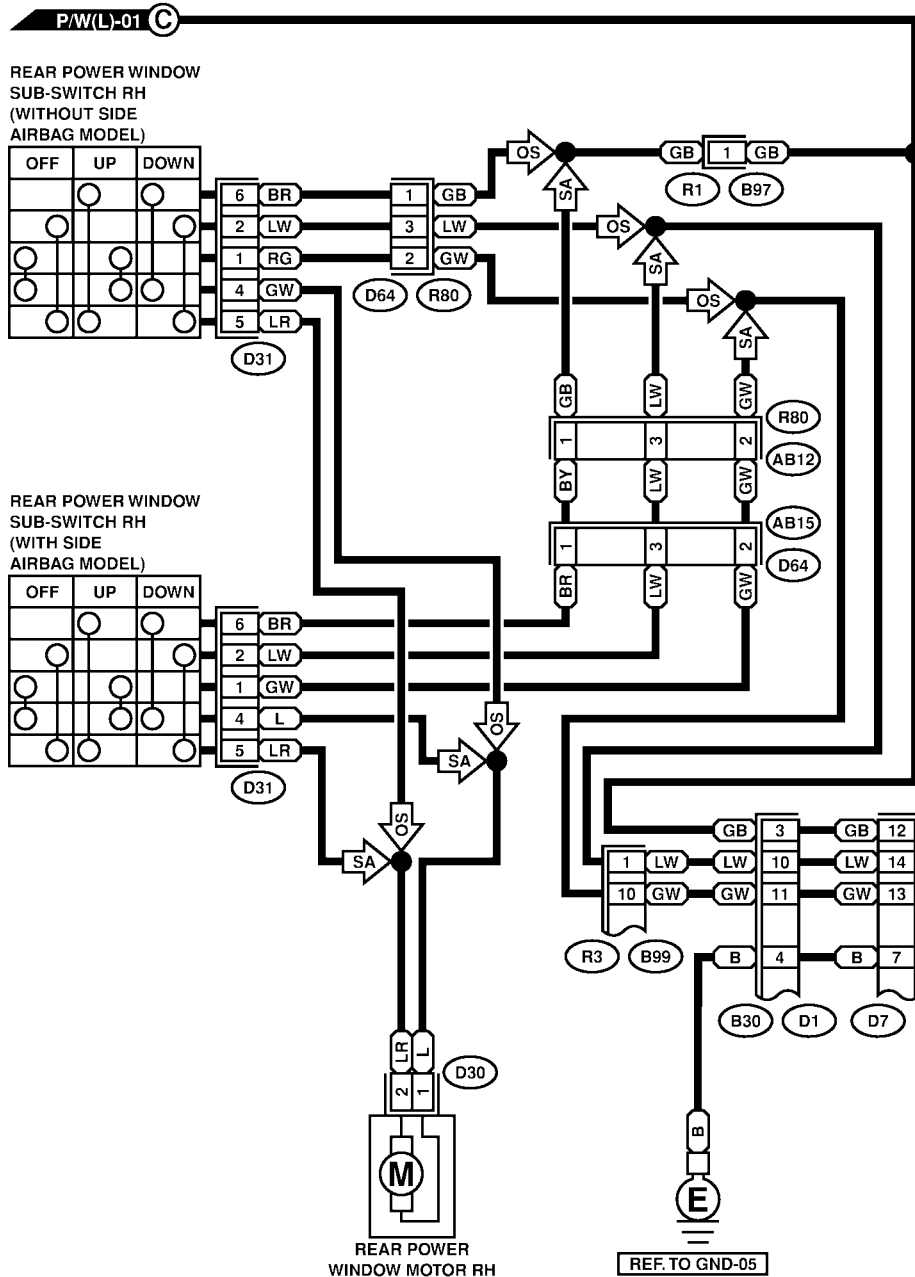 P/W(L)-01 C
REAR POWER WINDOW
SUB-SWITCH RH
(WITHOUT SIDE
AIRBAG MODEL)
OFF UP DOWN
6 BR 1 GB OS SA GB 1 GB
R1 B97
2 LW 3 LW OS SA
1 RG 2 GW OS SA
4 GW
D64 R80
5 LR
D31
GB LW GW
R80
1 3 2
AB12
BY LW GW
AB15
1 3 2
D64
BR LW GW
REAR POWER WINDOW
SUB-SWITCH RH
(WITH SIDE
AIRBAG MODEL)
OFF UP DOWN
6 BR
2 LW
1 GW
4 L
5 LR
D31
OS
SA
OS
SA
GB 3 GB 12
1 LW LW 10 LW 14
10 GW GW 11 GW 13
R3 B99
B 4 B 7
B30 D1 D7
LR L
2 1
D30
M
REAR POWER
WINDOW MOTOR RH
B
E
REF. TO GND-05